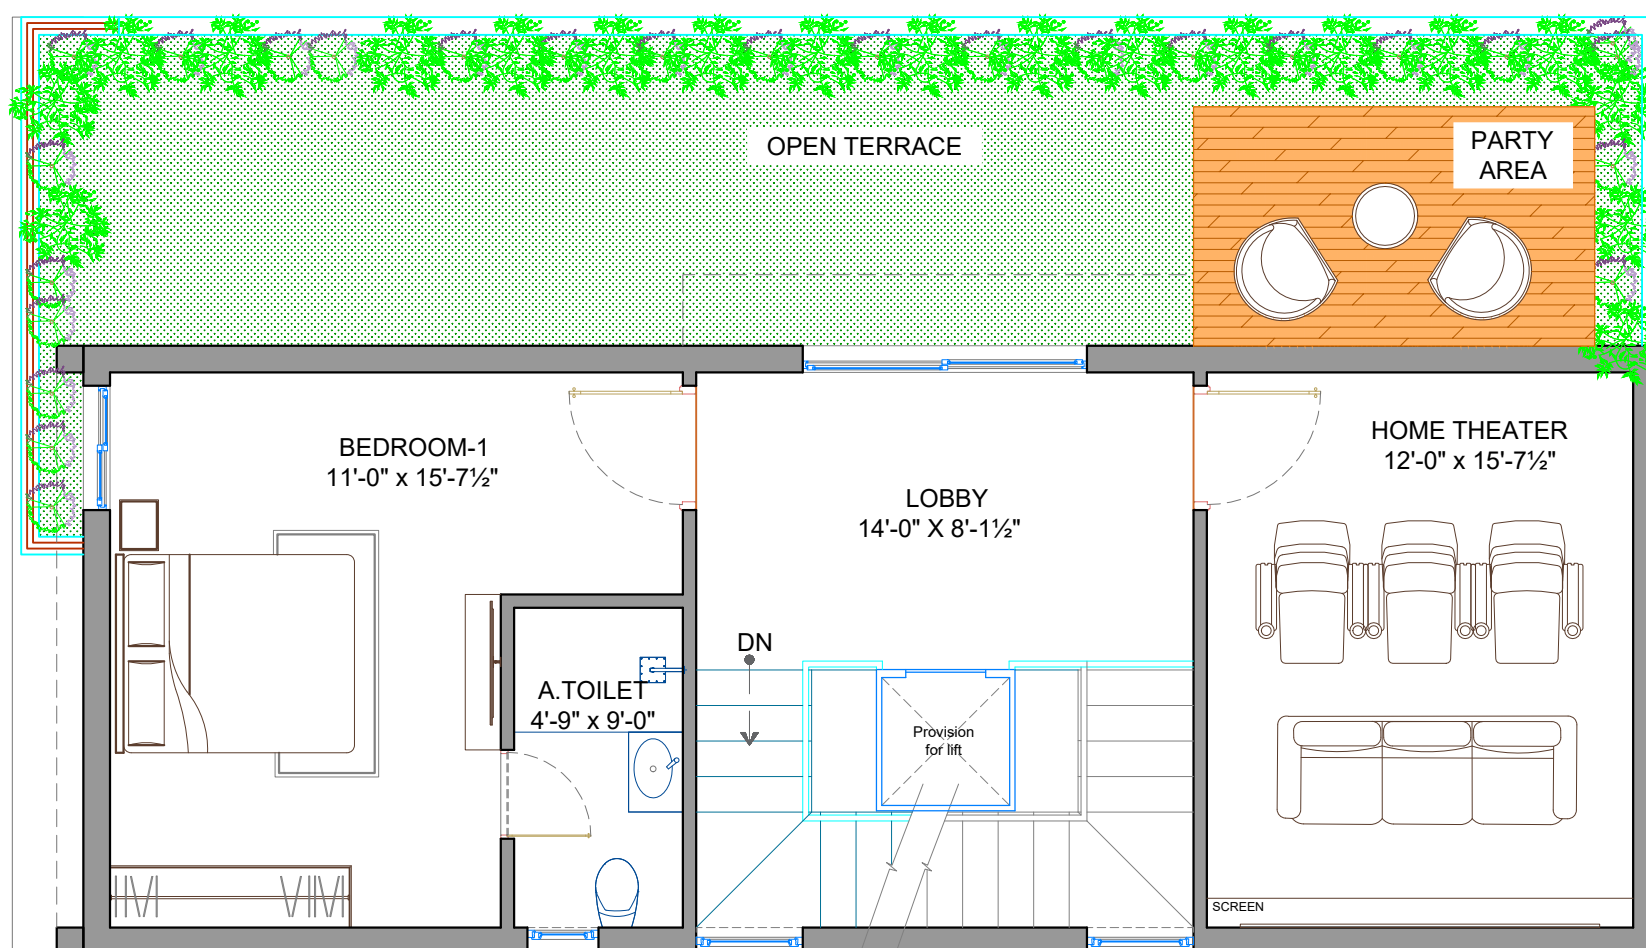 OPEN TERRACE
PARTY
AREA
BEDROOM-1
11'-0" x 15'-7½"
HOME THEATER
12'-0" x 15'-7½"
LOBBY
14'-0" X 8'-1½"
DN
A.TOILET
4'-9" x 9'-0"
Provision
for lift
SCREEN